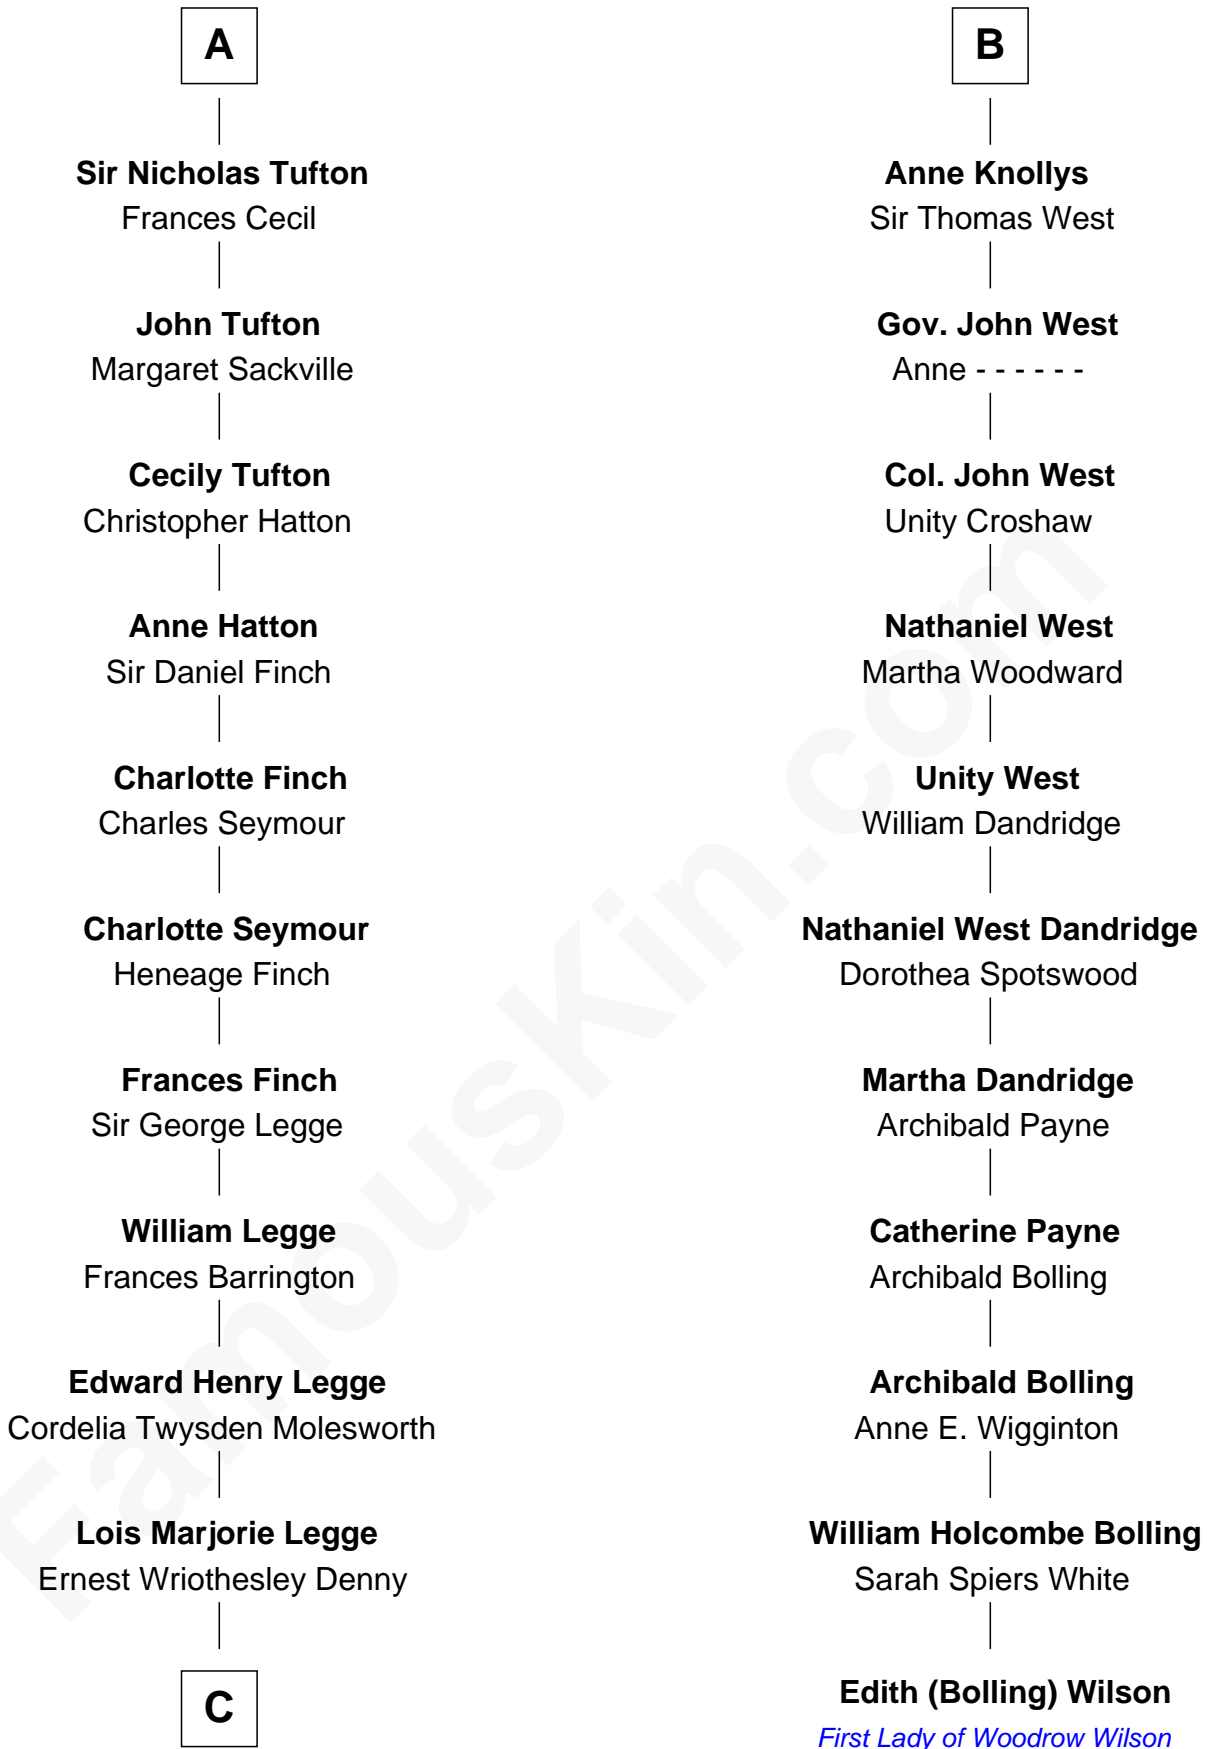 A
Sir Nicholas Tufton
Frances Cecil
John Tufton
Margaret Sackville
Cecily Tufton
Christopher Hatton
Anne Hatton
Sir Daniel Finch
Charlotte Finch
Charles Seymour
Charlotte Seymour
Heneage Finch
Frances Finch
Sir George Legge
William Legge
Frances Barrington
Edward Henry Legge
Cordelia Twysden Molesworth
Lois Marjorie Legge
Ernest Wriothesley Denny
C
B
Anne Knollys
Sir Thomas West
Gov. John West
Anne - - - - - -
Col. John West
Unity Croshaw
Nathaniel West
Martha Woodward
Unity West
William Dandridge
Nathaniel West Dandridge
Dorothea Spotswood
Martha Dandridge
Archibald Payne
Catherine Payne
Archibald Bolling
Archibald Bolling
Anne E. Wigginton
William Holcombe Bolling
Sarah Spiers White
Edith (Bolling) Wilson
First Lady of Woodrow Wilson
FamousKin.com